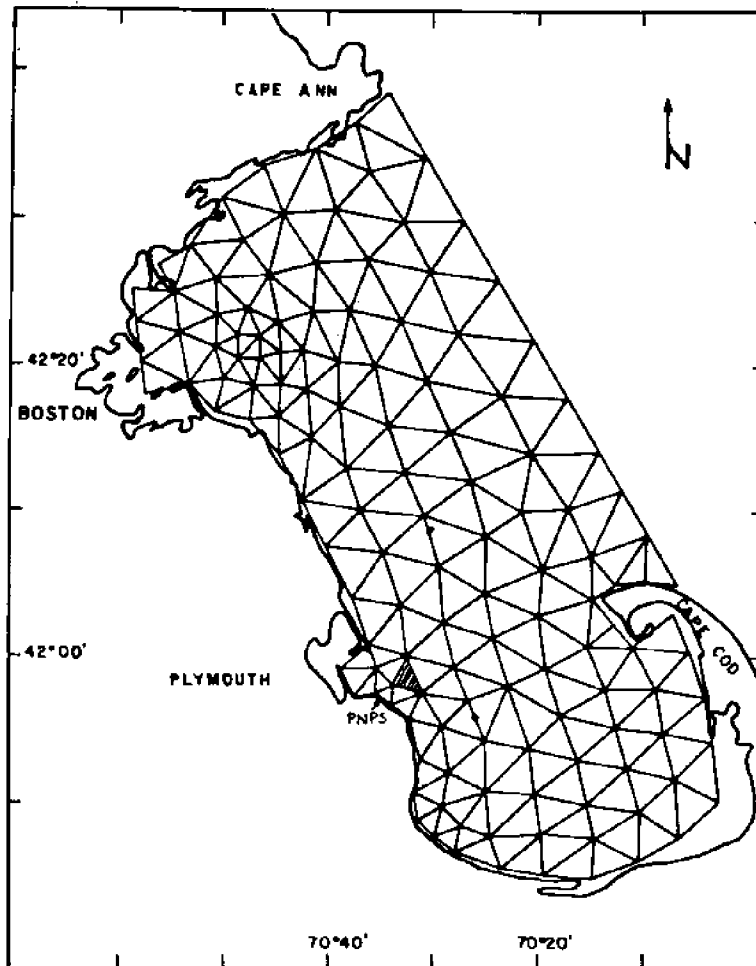 CAPE ANN
N
42°20'
BOSTON
CAPE COD
42°00'
PLYMOUTH
PNPS
70°40'
70°20'